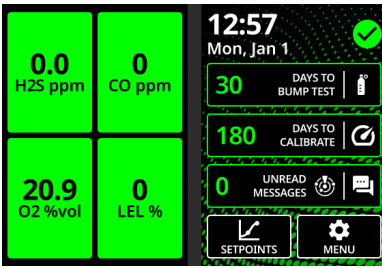 0.0
H2S ppm
0
CO ppm
20.9
O2 %vol
0
LEL %
12:57
Mon, Jan 1
30
DAYS TO
BUMP TEST
180
DAYS TO
CALIBRATE
0
UNREAD
MESSAGES
SETPOINTS
MENU